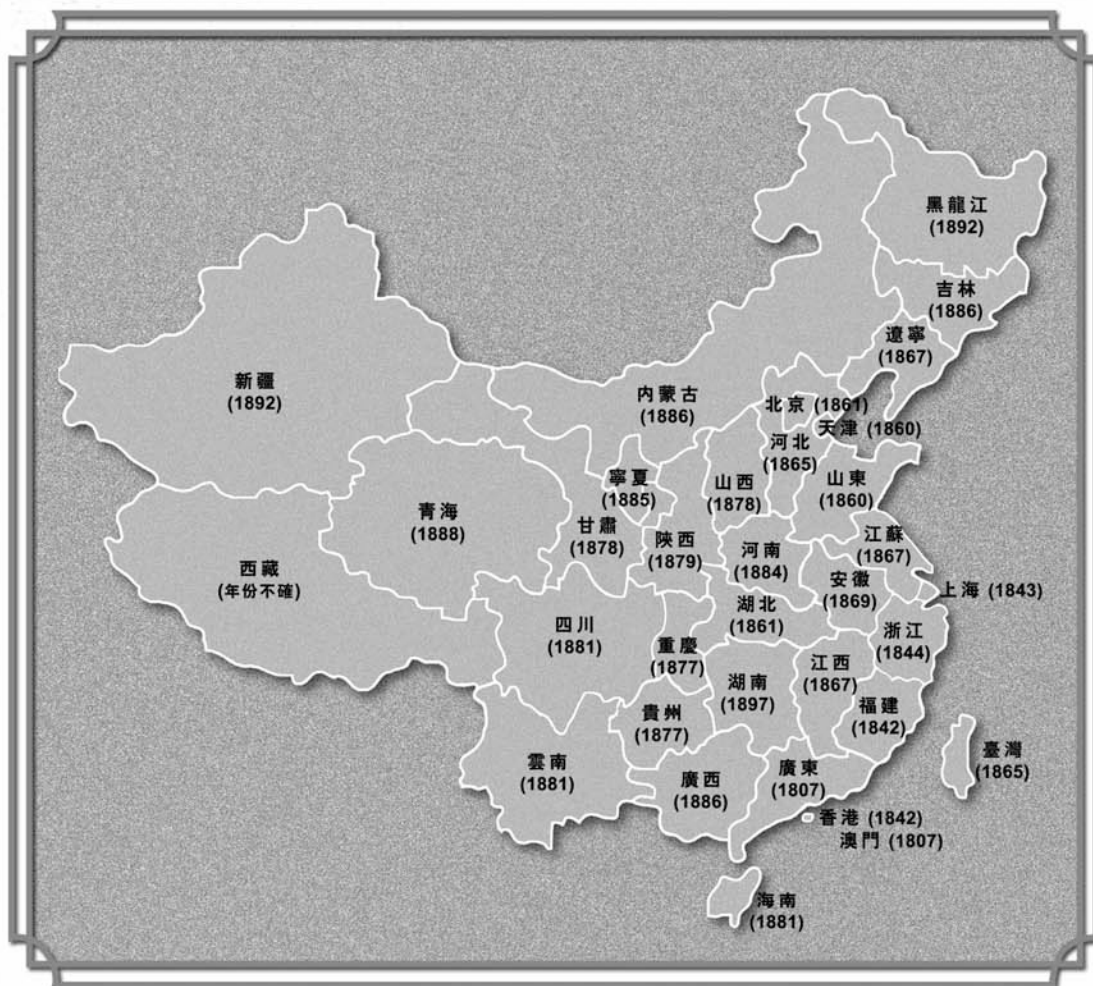 黑龍江
(1892)
吉林
(1886)
遼寧
(1867)
新疆
(1892)
內蒙古
(1886)
北京 (1861)
天津 (1860)
河北
(1865)
山西
(1878)
山東
(1860)
寧夏
(1885)
青海
(1888)
甘肅
(1878)
陝西
(1879)
河南
(1884)
江蘇
(1867)
西藏
(年份不確)
安徽
(1869)
上海 (1843)
四川
(1881)
湖北
(1861)
重慶
(1877)
浙江
(1844)
江西
(1867)
湖南
(1897)
福建
(1842)
貴州
(1877)
雲南
(1881)
廣西
(1886)
廣東
(1807)
臺灣
(1865)
香港 (1842)
澳門 (1807)
海南
(1881)